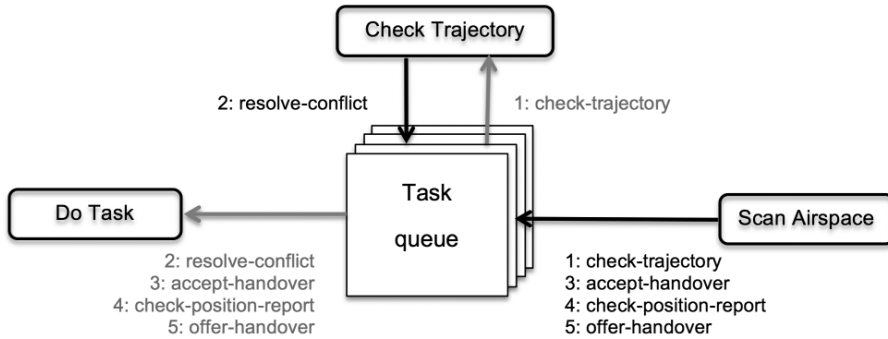 Check Trajectory
2: resolve-conflict
1: check-trajectory
Task
queue
Do Task
Scan Airspace
2: resolve-conflict
3: accept-handover
4: check-position-report
5: offer-handover
1: check-trajectory
3: accept-handover
4: check-position-report
5: offer-handover